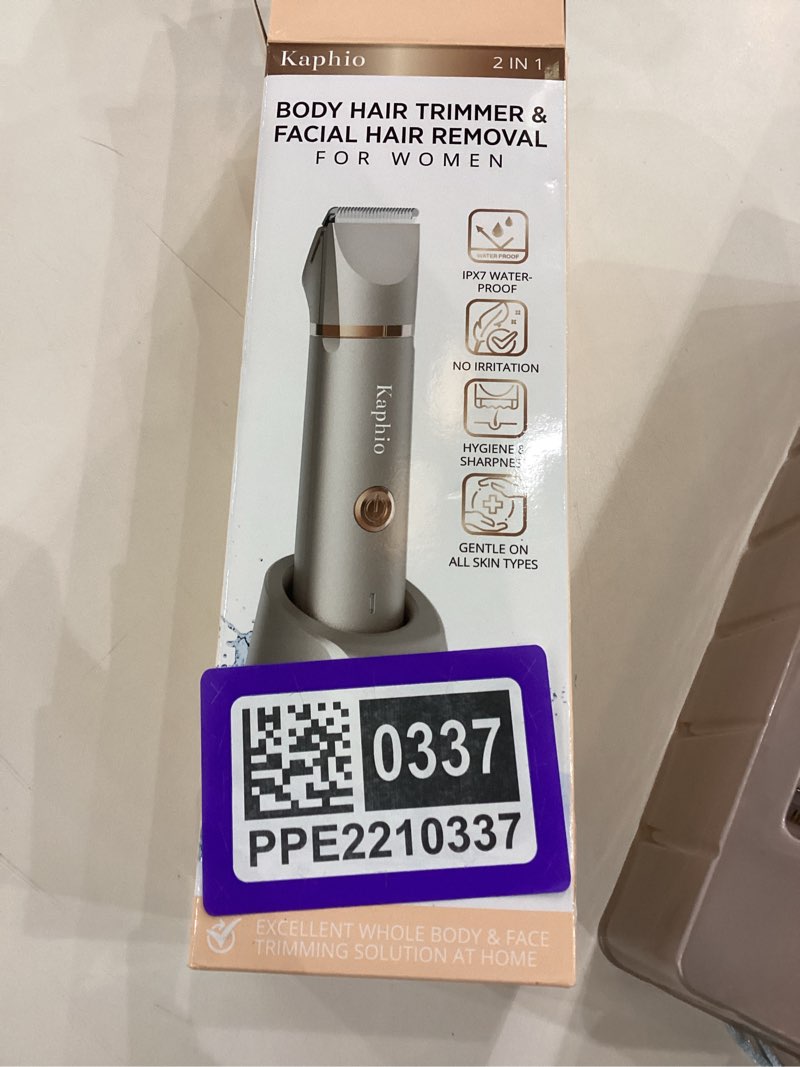 Kaphio
2 IN 1
BODY HAIR TRIMMER &
FACIAL HAIR REMOVAL
FOR WOMEN
WATER PROOF
IPX7 WATER-
PROOF
NO IRRITATION
HYGIENE &
SHARPNESS
GENTLE ON
ALL SKIN TYPES
Kaphio
0337
PPE2210337
EXCELLENT WHOLE BODY & FACE
TRIMMING SOLUTION AT HOME